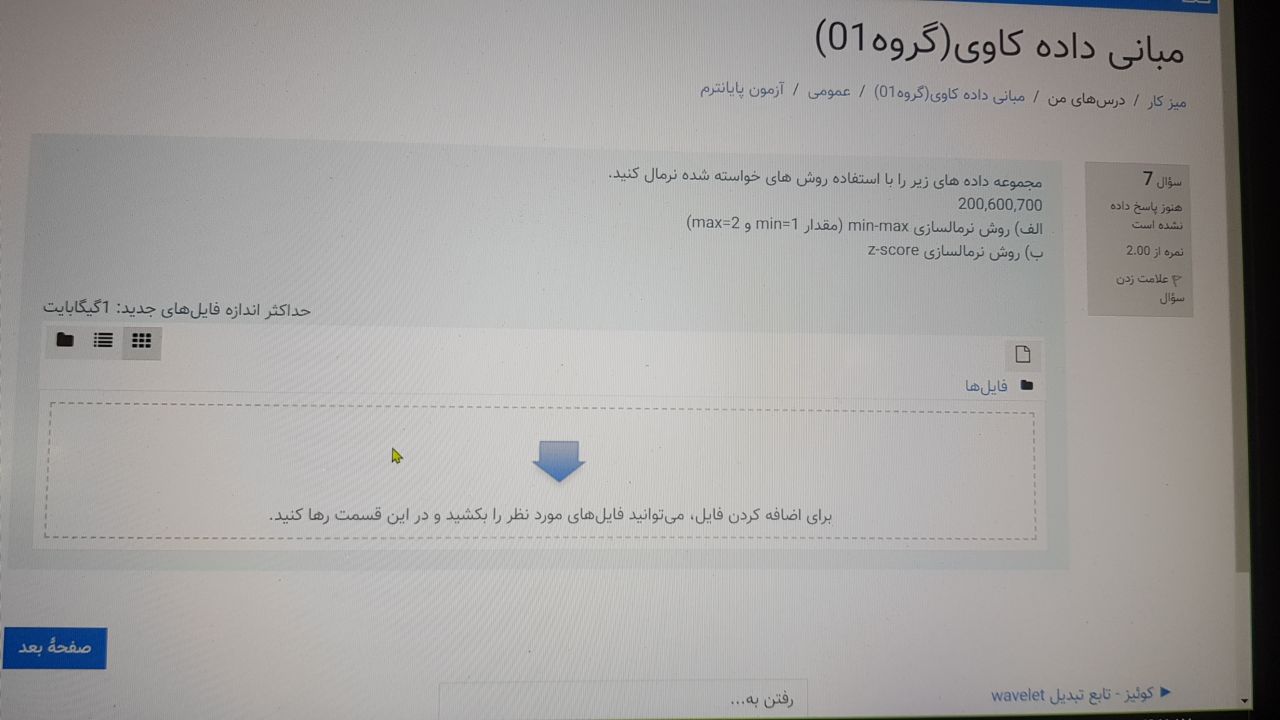 مبانی داده کاوی(گروه01)
میز کار / درس‌های من / مبانی داده کاوی(گروه01) / عمومی / آزمون پایانترم
سؤال 7
هنوز پاسخ داده
نشده است
نمره از 2.00
علامت زدن
سؤال
مجموعه داده های زیر را با استفاده روش های خواسته شده نرمال کنید.
200,600,700
الف) روش نرمالسازی min-max (مقدار min=1 و max=2)
ب) روش نرمالسازی z-score
حداکثر اندازه فایل‌های جدید: 1گیگابایت
فایل‌ها
برای اضافه کردن فایل، می‌توانید فایل‌های مورد نظر را بکشید و در این قسمت رها کنید.
صفحهٔ بعد
کوئیز - تابع تبدیل wavelet
رفتن به...